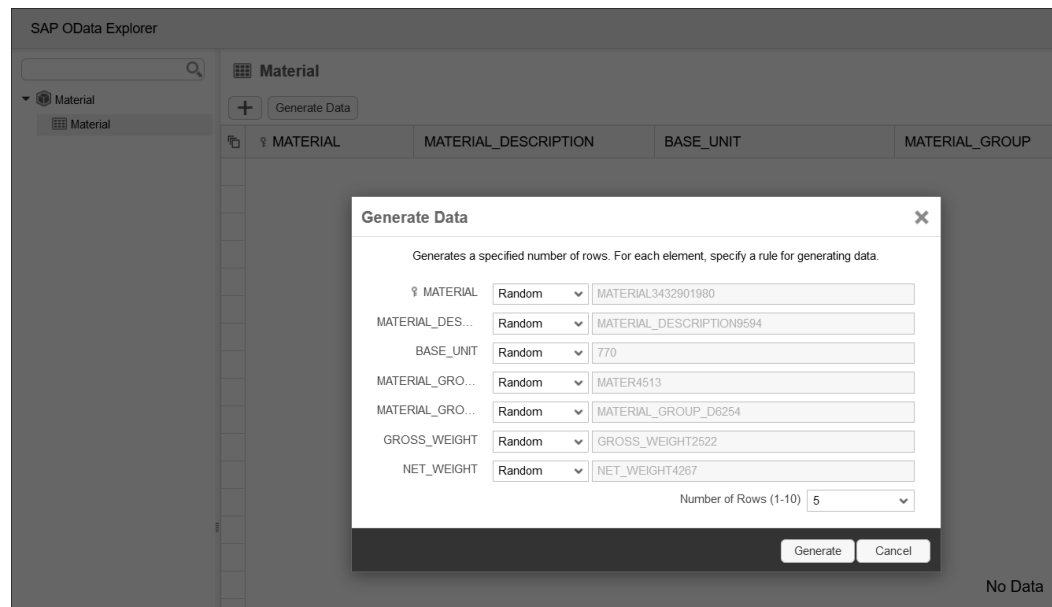 SAP OData Explorer
Material
Material
Material
Generate Data
MATERIAL MATERIAL_DESCRIPTION BASE_UNIT MATERIAL_GROUP
Generate Data
Generates a specified number of rows. For each element, specify a rule for generating data.
MATERIAL Random MATERIAL3432901980
MATERIAL_DES... Random MATERIAL_DESCRIPTION9594
BASE_UNIT Random 770
MATERIAL_GRO... Random MATER4513
MATERIAL_GRO... Random MATERIAL_GROUP_D6254
GROSS_WEIGHT Random GROSS_WEIGHT2522
NET_WEIGHT Random NET_WEIGHT4267
Number of Rows (1-10) 5
Generate Cancel
No Data